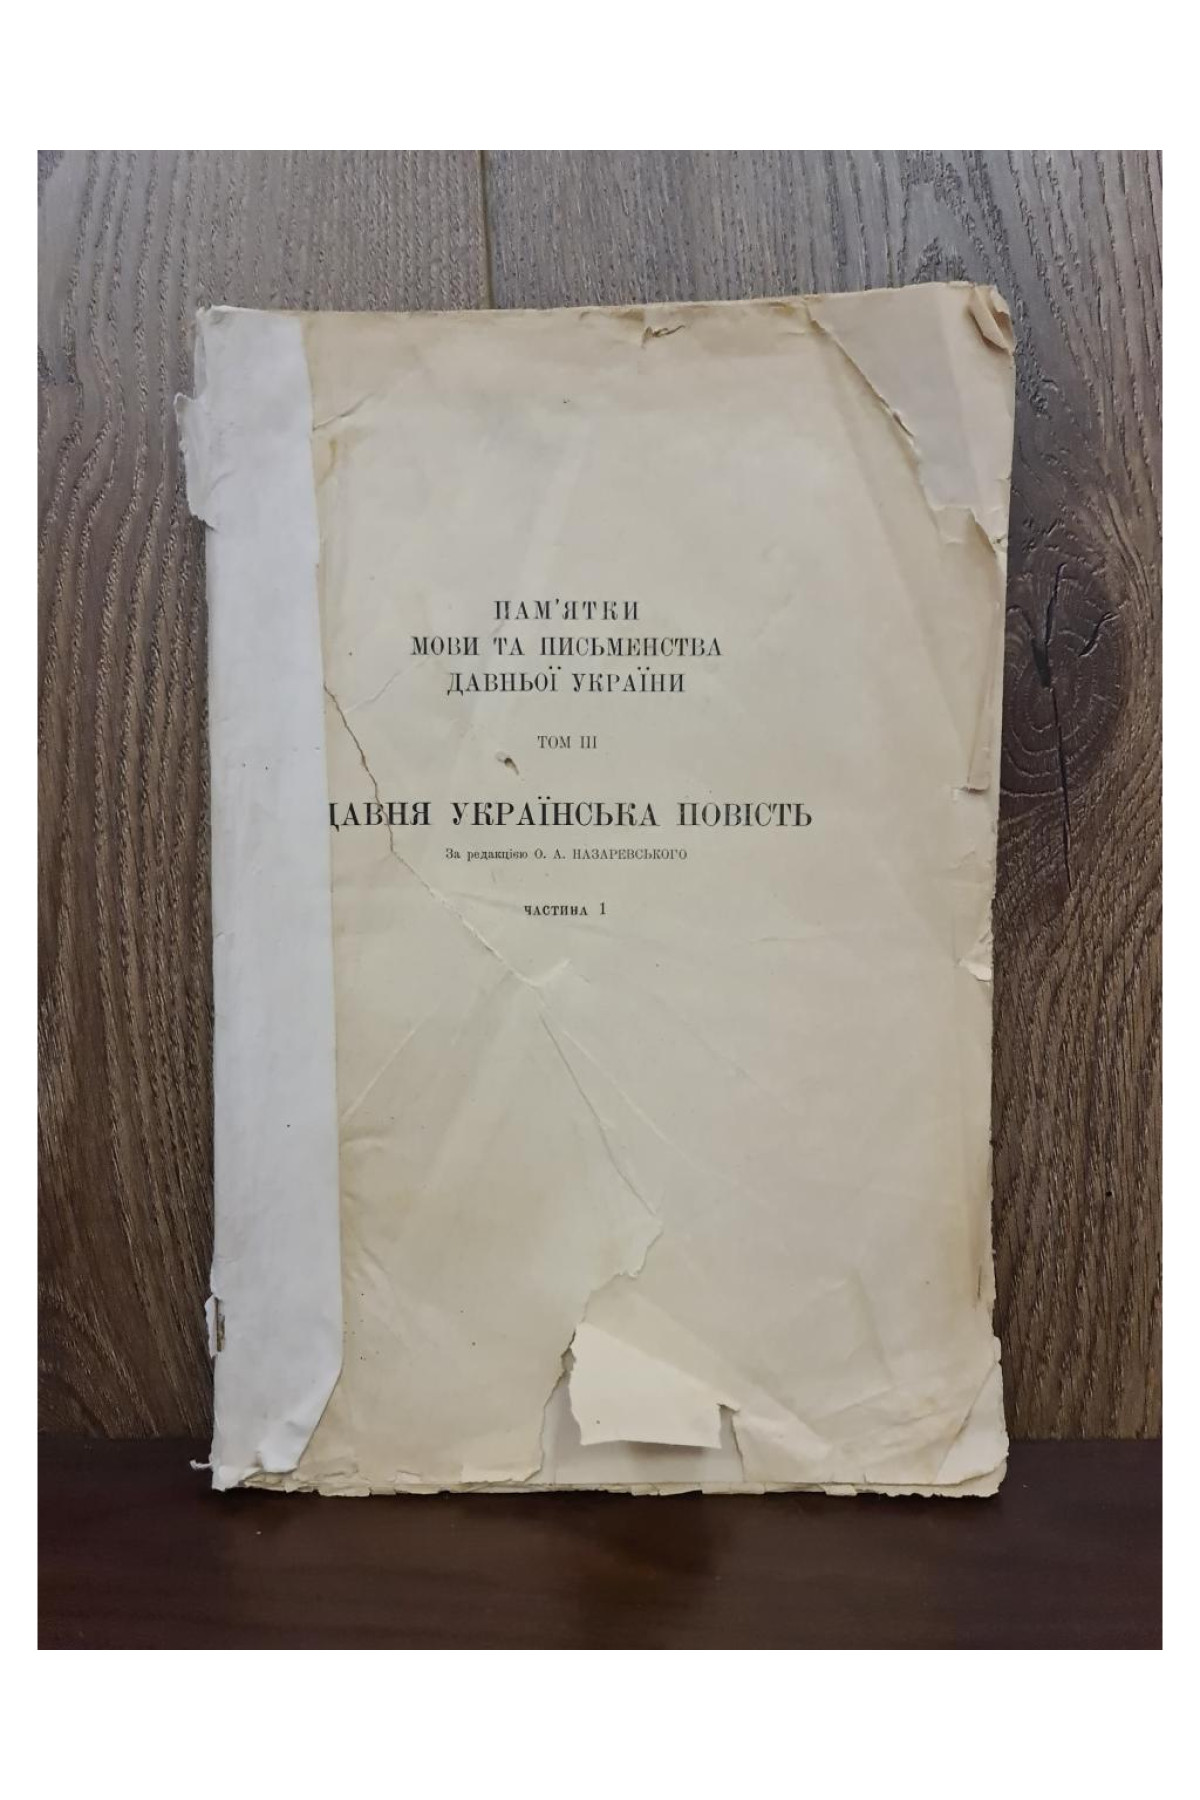 ПАМ'ЯТКИ
МОВИ ТА ПИСЬМЕНСТВА
ДАВНЬОЇ УКРАЇНИ
ТОМ III
ДАВНЯ УКРАЇНСЬКА ПОВІСТЬ
За редакцією О. А. НАЗАРЕВСЬКОГО
ЧАСТИНА 1